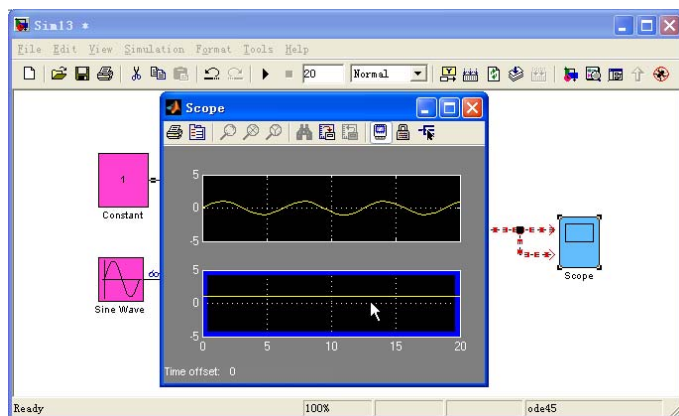 Sim13 *
File Edit View Simulation Format Tools Help
20 Normal
Scope
5
0
-5
5
0
-5
0 5 10 15 20
Time offset: 0
1
Constant
Sine Wave
Scope
Ready 100% ode45